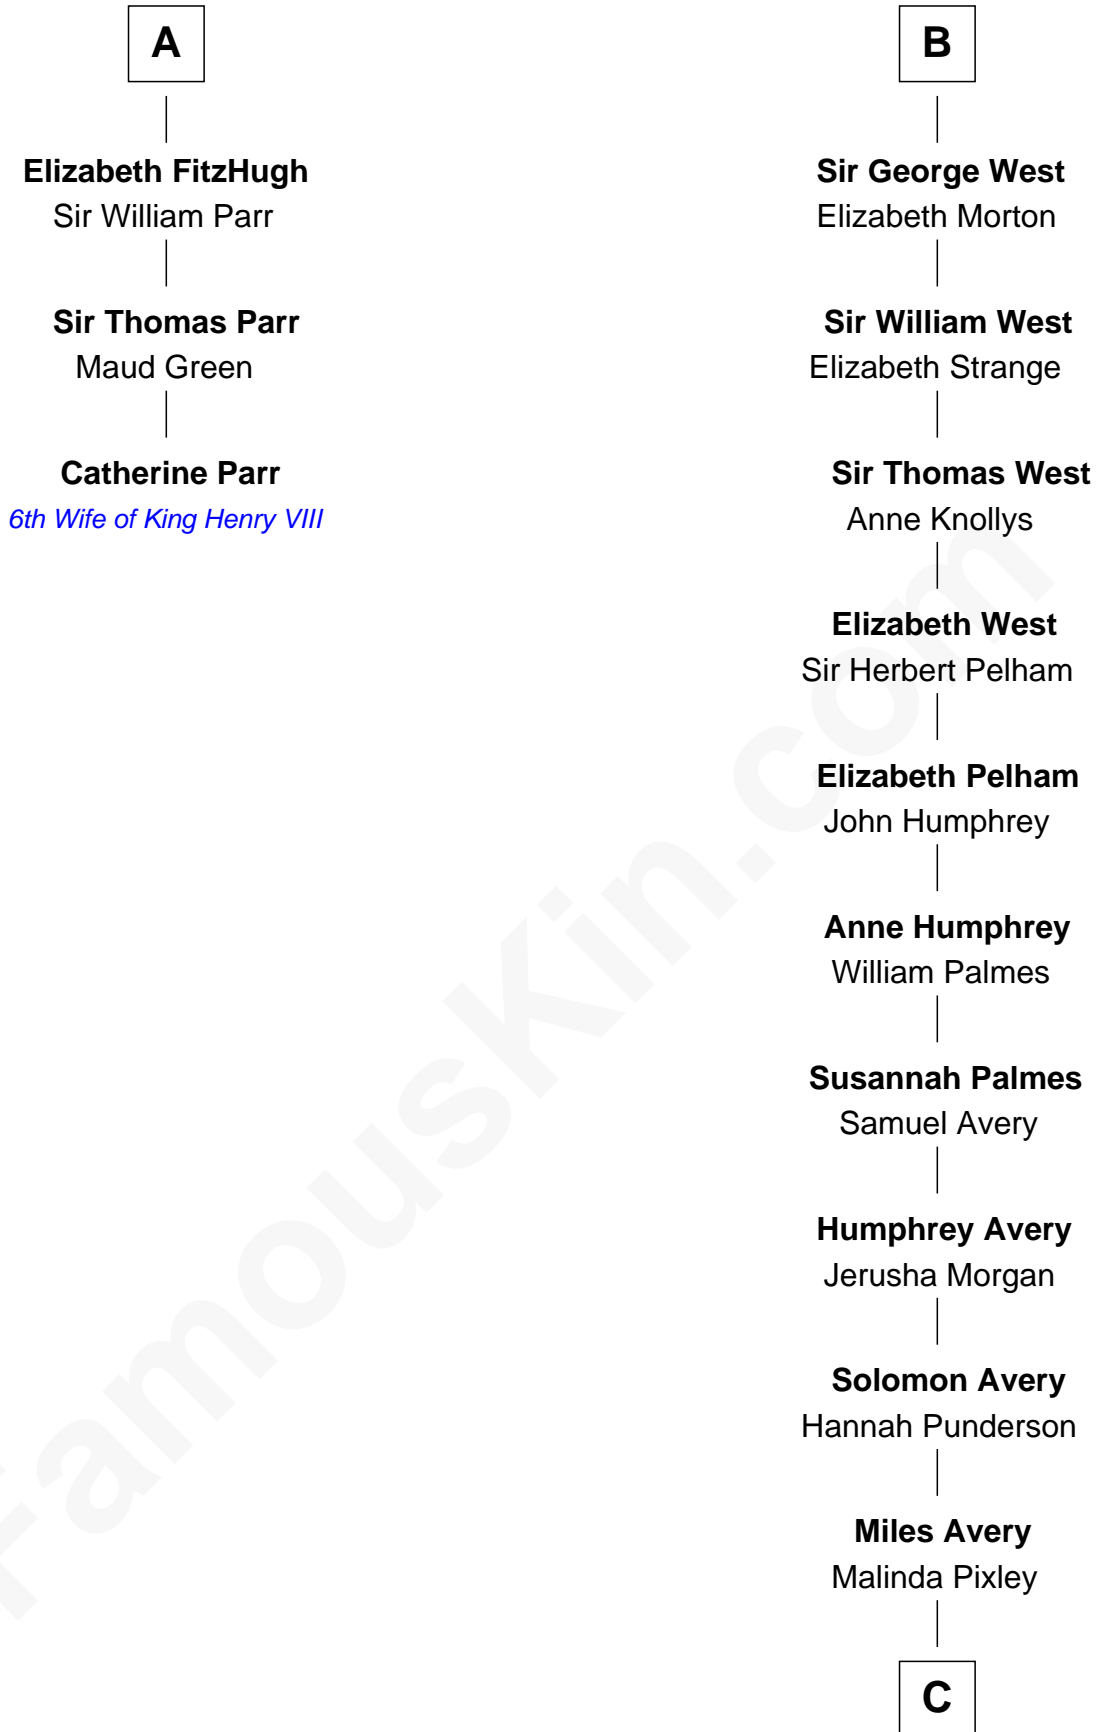 A
Elizabeth FitzHugh
Sir William Parr
Sir Thomas Parr
Maud Green
Catherine Parr
6th Wife of King Henry VIII
B
Sir George West
Elizabeth Morton
Sir William West
Elizabeth Strange
Sir Thomas West
Anne Knollys
Elizabeth West
Sir Herbert Pelham
Elizabeth Pelham
John Humphrey
Anne Humphrey
William Palmes
Susannah Palmes
Samuel Avery
Humphrey Avery
Jerusha Morgan
Solomon Avery
Hannah Punderson
Miles Avery
Malinda Pixley
C
FamousKin.com